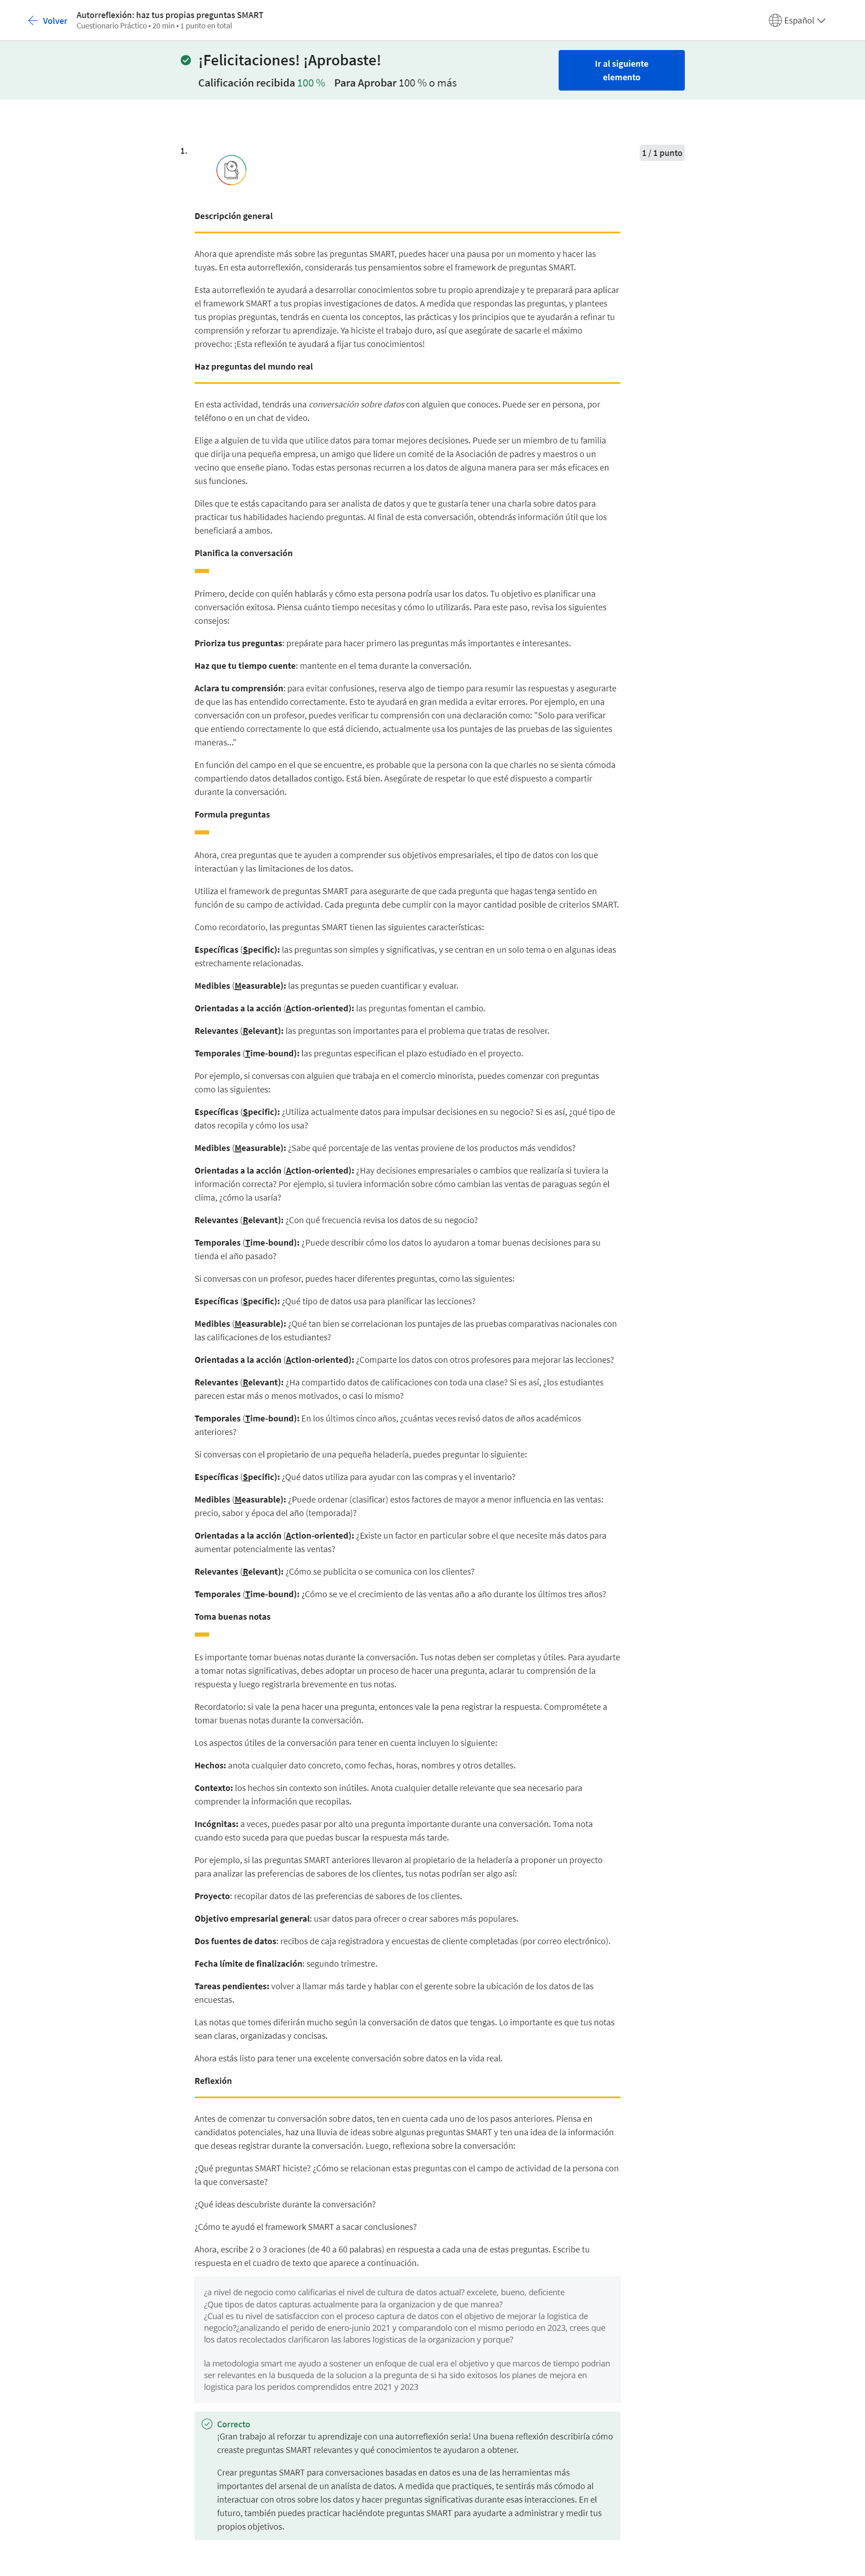 Volver
Autorreflexión: haz tus propias preguntas SMART
Cuestionario Práctico • 20 min • 1 punto en total
Español
¡Felicitaciones! ¡Aprobaste!
Calificación recibida 100 % Para Aprobar 100 % o más
Ir al siguiente
elemento
1.
1 / 1 punto
Descripción general
Ahora que aprendiste más sobre las preguntas SMART, puedes hacer una pausa por un momento y hacer las
tuyas. En esta autorreflexión, considerarás tus pensamientos sobre el framework de preguntas SMART.
Esta autorreflexión te ayudará a desarrollar conocimientos sobre tu propio aprendizaje y te preparará para aplicar
el framework SMART a tus propias investigaciones de datos. A medida que respondas las preguntas, y plantees
tus propias preguntas, tendrás en cuenta los conceptos, las prácticas y los principios que te ayudarán a refinar tu
comprensión y reforzar tu aprendizaje. Ya hiciste el trabajo duro, así que asegúrate de sacarle el máximo
provecho: ¡Esta reflexión te ayudará a fijar tus conocimientos!
Haz preguntas del mundo real
En esta actividad, tendrás una conversación sobre datos con alguien que conoces. Puede ser en persona, por
teléfono o en un chat de video.
Elige a alguien de tu vida que utilice datos para tomar mejores decisiones. Puede ser un miembro de tu familia
que dirija una pequeña empresa, un amigo que lidere un comité de la Asociación de padres y maestros o un
vecino que enseñe piano. Todas estas personas recurren a los datos de alguna manera para ser más eficaces en
sus funciones.
Diles que te estás capacitando para ser analista de datos y que te gustaría tener una charla sobre datos para
practicar tus habilidades haciendo preguntas. Al final de esta conversación, obtendrás información útil que los
beneficiará a ambos.
Planifica la conversación
Primero, decide con quién hablarás y cómo esta persona podría usar los datos. Tu objetivo es planificar una
conversación exitosa. Piensa cuánto tiempo necesitas y cómo lo utilizarás. Para este paso, revisa los siguientes
consejos:
Prioriza tus preguntas: prepárate para hacer primero las preguntas más importantes e interesantes.
Haz que tu tiempo cuente: mantente en el tema durante la conversación.
Aclara tu comprensión: para evitar confusiones, reserva algo de tiempo para resumir las respuestas y asegurarte
de que las has entendido correctamente. Esto te ayudará en gran medida a evitar errores. Por ejemplo, en una
conversación con un profesor, puedes verificar tu comprensión con una declaración como: "Solo para verificar
que entiendo correctamente lo que está diciendo, actualmente usa los puntajes de las pruebas de las siguientes
maneras..."
En función del campo en el que se encuentre, es probable que la persona con la que charles no se sienta cómoda
compartiendo datos detallados contigo. Está bien. Asegúrate de respetar lo que esté dispuesto a compartir
durante la conversación.
Formula preguntas
Ahora, crea preguntas que te ayuden a comprender sus objetivos empresariales, el tipo de datos con los que
interactúan y las limitaciones de los datos.
Utiliza el framework de preguntas SMART para asegurarte de que cada pregunta que hagas tenga sentido en
función de su campo de actividad. Cada pregunta debe cumplir con la mayor cantidad posible de criterios SMART.
Como recordatorio, las preguntas SMART tienen las siguientes características:
Específicas (Specific): las preguntas son simples y significativas, y se centran en un solo tema o en algunas ideas
estrechamente relacionadas.
Medibles (Measurable): las preguntas se pueden cuantificar y evaluar.
Orientadas a la acción (Action-oriented): las preguntas fomentan el cambio.
Relevantes (Relevant): las preguntas son importantes para el problema que tratas de resolver.
Temporales (Time-bound): las preguntas especifican el plazo estudiado en el proyecto.
Por ejemplo, si conversas con alguien que trabaja en el comercio minorista, puedes comenzar con preguntas
como las siguientes:
Específicas (Specific): ¿Utiliza actualmente datos para impulsar decisiones en su negocio? Si es así, ¿qué tipo de
datos recopila y cómo los usa?
Medibles (Measurable): ¿Sabe qué porcentaje de las ventas proviene de los productos más vendidos?
Orientadas a la acción (Action-oriented): ¿Hay decisiones empresariales o cambios que realizaría si tuviera la
información correcta? Por ejemplo, si tuviera información sobre cómo cambian las ventas de paraguas según el
clima, ¿cómo la usaría?
Relevantes (Relevant): ¿Con qué frecuencia revisa los datos de su negocio?
Temporales (Time-bound): ¿Puede describir cómo los datos lo ayudaron a tomar buenas decisiones para su
tienda el año pasado?
Si conversas con un profesor, puedes hacer diferentes preguntas, como las siguientes:
Específicas (Specific): ¿Qué tipo de datos usa para planificar las lecciones?
Medibles (Measurable): ¿Qué tan bien se correlacionan los puntajes de las pruebas comparativas nacionales con
las calificaciones de los estudiantes?
Orientadas a la acción (Action-oriented): ¿Comparte los datos con otros profesores para mejorar las lecciones?
Relevantes (Relevant): ¿Ha compartido datos de calificaciones con toda una clase? Si es así, ¿los estudiantes
parecen estar más o menos motivados, o casi lo mismo?
Temporales (Time-bound): En los últimos cinco años, ¿cuántas veces revisó datos de años académicos
anteriores?
Si conversas con el propietario de una pequeña heladería, puedes preguntar lo siguiente:
Específicas (Specific): ¿Qué datos utiliza para ayudar con las compras y el inventario?
Medibles (Measurable): ¿Puede ordenar (clasificar) estos factores de mayor a menor influencia en las ventas:
precio, sabor y época del año (temporada)?
Orientadas a la acción (Action-oriented): ¿Existe un factor en particular sobre el que necesite más datos para
aumentar potencialmente las ventas?
Relevantes (Relevant): ¿Cómo se publicita o se comunica con los clientes?
Temporales (Time-bound): ¿Cómo se ve el crecimiento de las ventas año a año durante los últimos tres años?
Toma buenas notas
Es importante tomar buenas notas durante la conversación. Tus notas deben ser completas y útiles. Para ayudarte
a tomar notas significativas, debes adoptar un proceso de hacer una pregunta, aclarar tu comprensión de la
respuesta y luego registrarla brevemente en tus notas.
Recordatorio: si vale la pena hacer una pregunta, entonces vale la pena registrar la respuesta. Comprométete a
tomar buenas notas durante la conversación.
Los aspectos útiles de la conversación para tener en cuenta incluyen lo siguiente:
Hechos: anota cualquier dato concreto, como fechas, horas, nombres y otros detalles.
Contexto: los hechos sin contexto son inútiles. Anota cualquier detalle relevante que sea necesario para
comprender la información que recopilas.
Incógnitas: a veces, puedes pasar por alto una pregunta importante durante una conversación. Toma nota
cuando esto suceda para que puedas buscar la respuesta más tarde.
Por ejemplo, si las preguntas SMART anteriores llevaron al propietario de la heladería a proponer un proyecto
para analizar las preferencias de sabores de los clientes, tus notas podrían ser algo así:
Proyecto: recopilar datos de las preferencias de sabores de los clientes.
Objetivo empresarial general: usar datos para ofrecer o crear sabores más populares.
Dos fuentes de datos: recibos de caja registradora y encuestas de cliente completadas (por correo electrónico).
Fecha límite de finalización: segundo trimestre.
Tareas pendientes: volver a llamar más tarde y hablar con el gerente sobre la ubicación de los datos de las
encuestas.
Las notas que tomes diferirán mucho según la conversación de datos que tengas. Lo importante es que tus notas
sean claras, organizadas y concisas.
Ahora estás listo para tener una excelente conversación sobre datos en la vida real.
Reflexión
Antes de comenzar tu conversación sobre datos, ten en cuenta cada uno de los pasos anteriores. Piensa en
candidatos potenciales, haz una lluvia de ideas sobre algunas preguntas SMART y ten una idea de la información
que deseas registrar durante la conversación. Luego, reflexiona sobre la conversación:
¿Qué preguntas SMART hiciste? ¿Cómo se relacionan estas preguntas con el campo de actividad de la persona con
la que conversaste?
¿Qué ideas descubriste durante la conversación?
¿Cómo te ayudó el framework SMART a sacar conclusiones?
Ahora, escribe 2 o 3 oraciones (de 40 a 60 palabras) en respuesta a cada una de estas preguntas. Escribe tu
respuesta en el cuadro de texto que aparece a continuación.
¿a nivel de negocio como calificarias el nivel de cultura de datos actual? excelete, bueno, deficiente
¿Que tipos de datos capturas actualmente para la organizacion y de que manrea?
¿Cual es tu nivel de satisfaccion con el proceso captura de datos con el objetivo de mejorar la logistica de
negocio?¿analizando el perido de enero-junio 2021 y comparandolo con el mismo periodo en 2023, crees que
los datos recolectados clarificaron las labores logisticas de la organizacion y porque?
la metodologia smart me ayudo a sostener un enfoque de cual era el objetivo y que marcos de tiempo podrian
ser relevantes en la busqueda de la solucion a la pregunta de si ha sido exitosos los planes de mejora en
logistica para los peridos comprendidos entre 2021 y 2023
Correcto
¡Gran trabajo al reforzar tu aprendizaje con una autorreflexión seria! Una buena reflexión describiría cómo
creaste preguntas SMART relevantes y qué conocimientos te ayudaron a obtener.
Crear preguntas SMART para conversaciones basadas en datos es una de las herramientas más
importantes del arsenal de un analista de datos. A medida que practiques, te sentirás más cómodo al
interactuar con otros sobre los datos y hacer preguntas significativas durante esas interacciones. En el
futuro, también puedes practicar haciéndote preguntas SMART para ayudarte a administrar y medir tus
propios objetivos.